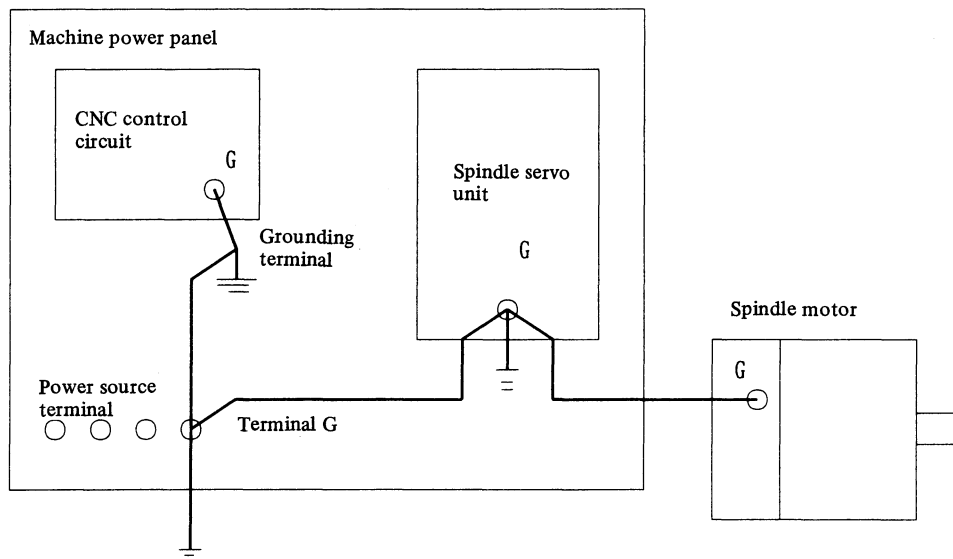 Machine power panel
CNC control
circuit
G
Spindle servo
unit
G
Grounding
terminal
Spindle motor
G
Power source
terminal
Terminal G